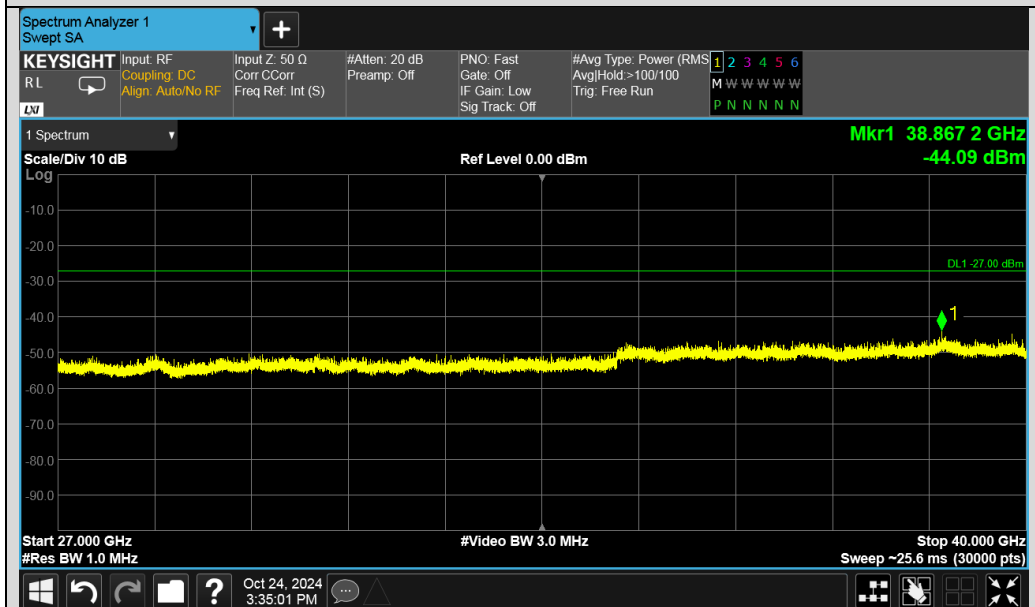 Spectrum Analyzer 1
Swept SA
+
KEYSIGHT
R L
LXI
Input: RF
Coupling: DC
Align: Auto/No RF
Input Z: 50 Ω
Corr CCorr
Freq Ref: Int (S)
#Atten: 20 dB
Preamp: Off
PNO: Fast
Gate: Off
IF Gain: Low
Sig Track: Off
#Avg Type: Power (RMS
Avg|Hold:>100/100
Trig: Free Run
1 2 3 4 5 6
M W W W W W
P N N N N N
1 Spectrum
Scale/Div 10 dB
Ref Level 0.00 dBm
Mkr1 38.867 2 GHz
-44.09 dBm
Log
-10.0
-20.0
DL1 -27.00 dBm
-30.0
-40.0
1
-50.0
-60.0
-70.0
-80.0
-90.0
Start 27.000 GHz
#Video BW 3.0 MHz
Stop 40.000 GHz
#Res BW 1.0 MHz
Sweep ~25.6 ms (30000 pts)
?
Oct 24, 2024
3:35:01 PM